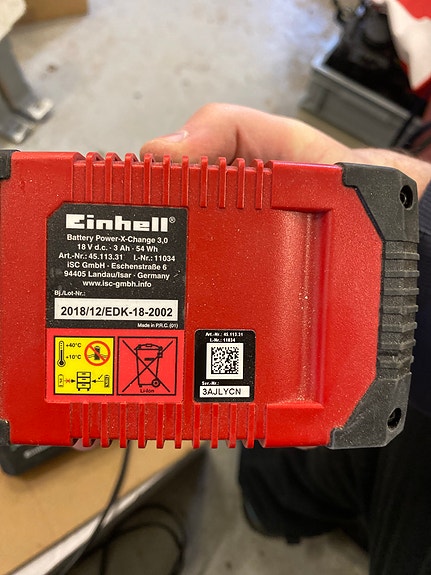 Einhell®
Battery Power-X-Change 3,0
18 V d.c. · 3 Ah · 54 Wh
Art.-Nr.: 45.113.31 I.-Nr.: 11034
iSC GmbH · Eschenstraße 6
94405 Landau/Isar · Germany
www.isc-gmbh.info
Bj./Lot-Nr.:
2018/12/EDK-18-2002
Made in P.R.C. (01)
+40°C
+10°C
Li-Ion
Art.-Nr.: 45.113.31
I.-Nr.: 11034
Ser.-Nr.:
3AJLYCN